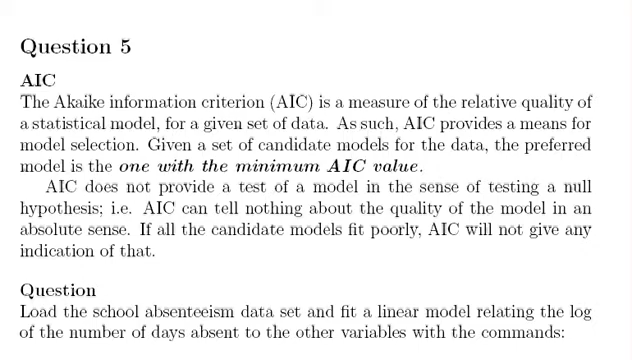 Question 5
AIC
The Akaike information criterion (AIC) is a measure of the relative quality of
a statistical model, for a given set of data. As such, AIC provides a means for
model selection. Given a set of candidate models for the data, the preferred
model is the one with the minimum AIC value.
AIC does not provide a test of a model in the sense of testing a null
hypothesis; i.e. AIC can tell nothing about the quality of the model in an
absolute sense. If all the candidate models fit poorly, AIC will not give any
indication of that.
Question
Load the school absenteeism data set and fit a linear model relating the log
of the number of days absent to the other variables with the commands: